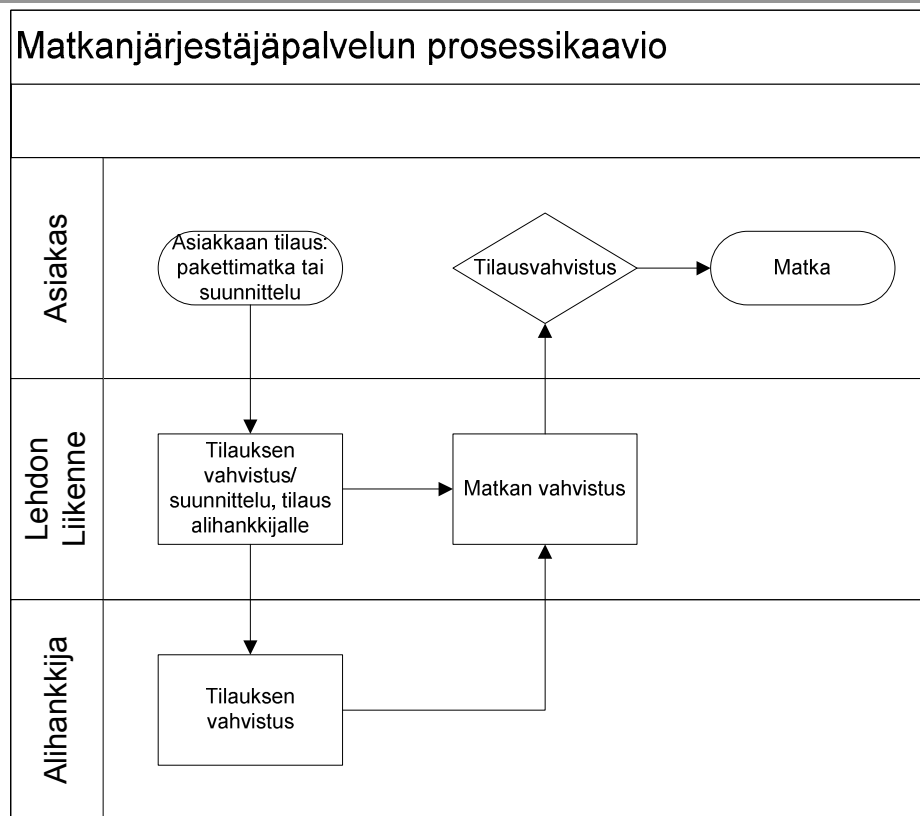 Matkanjärjestäjäpalvelun prosessikaavio
Asiakas
Asiakkaan tilaus:
pakettimatka tai
suunnittelu
Tilausvahvistus
Matka
Lehdon
Liikenne
Tilauksen
vahvistus/
suunnittelu, tilaus
alihankkijalle
Matkan vahvistus
Alihankkija
Tilauksen
vahvistus